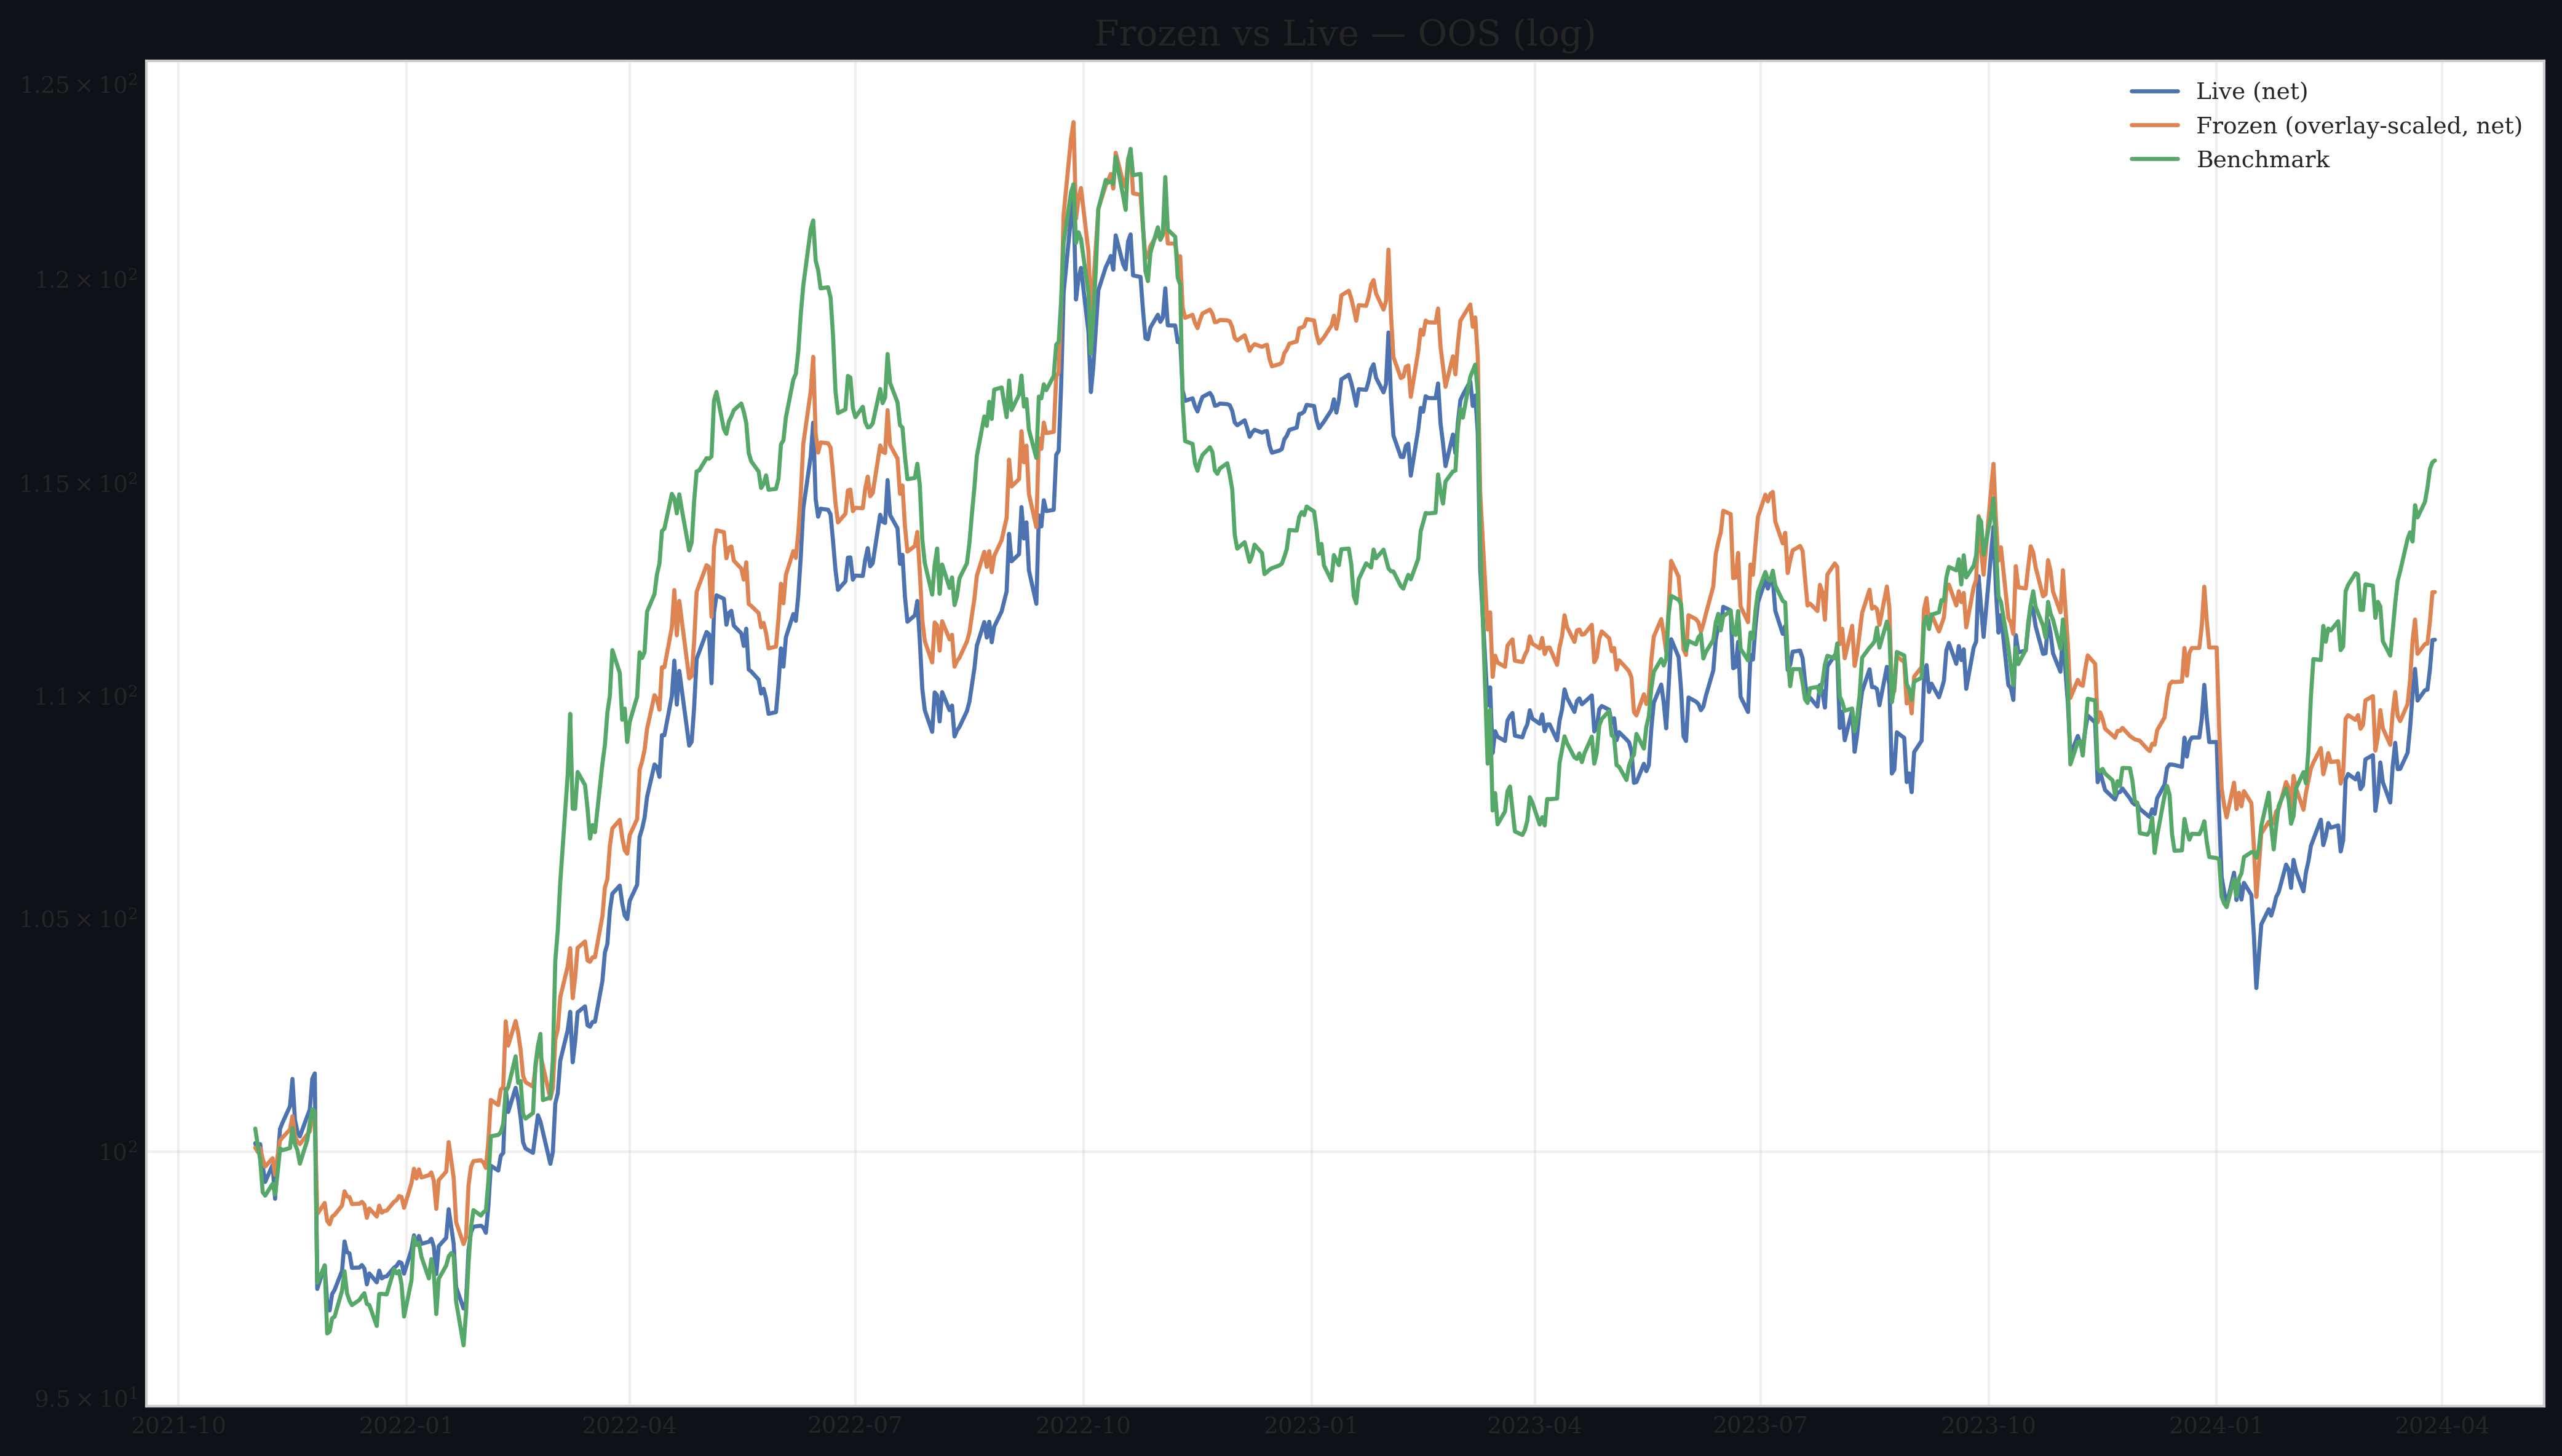 Frozen vs Live — OOS (log)
Live (net)
Frozen (overlay-scaled, net)
Benchmark
1.25 × 10²
1.2 × 10²
1.15 × 10²
1.1 × 10²
1.05 × 10²
10²
9.5 × 10¹
2021-10 2022-01 2022-04 2022-07 2022-10 2023-01 2023-04 2023-07 2023-10 2024-01 2024-04